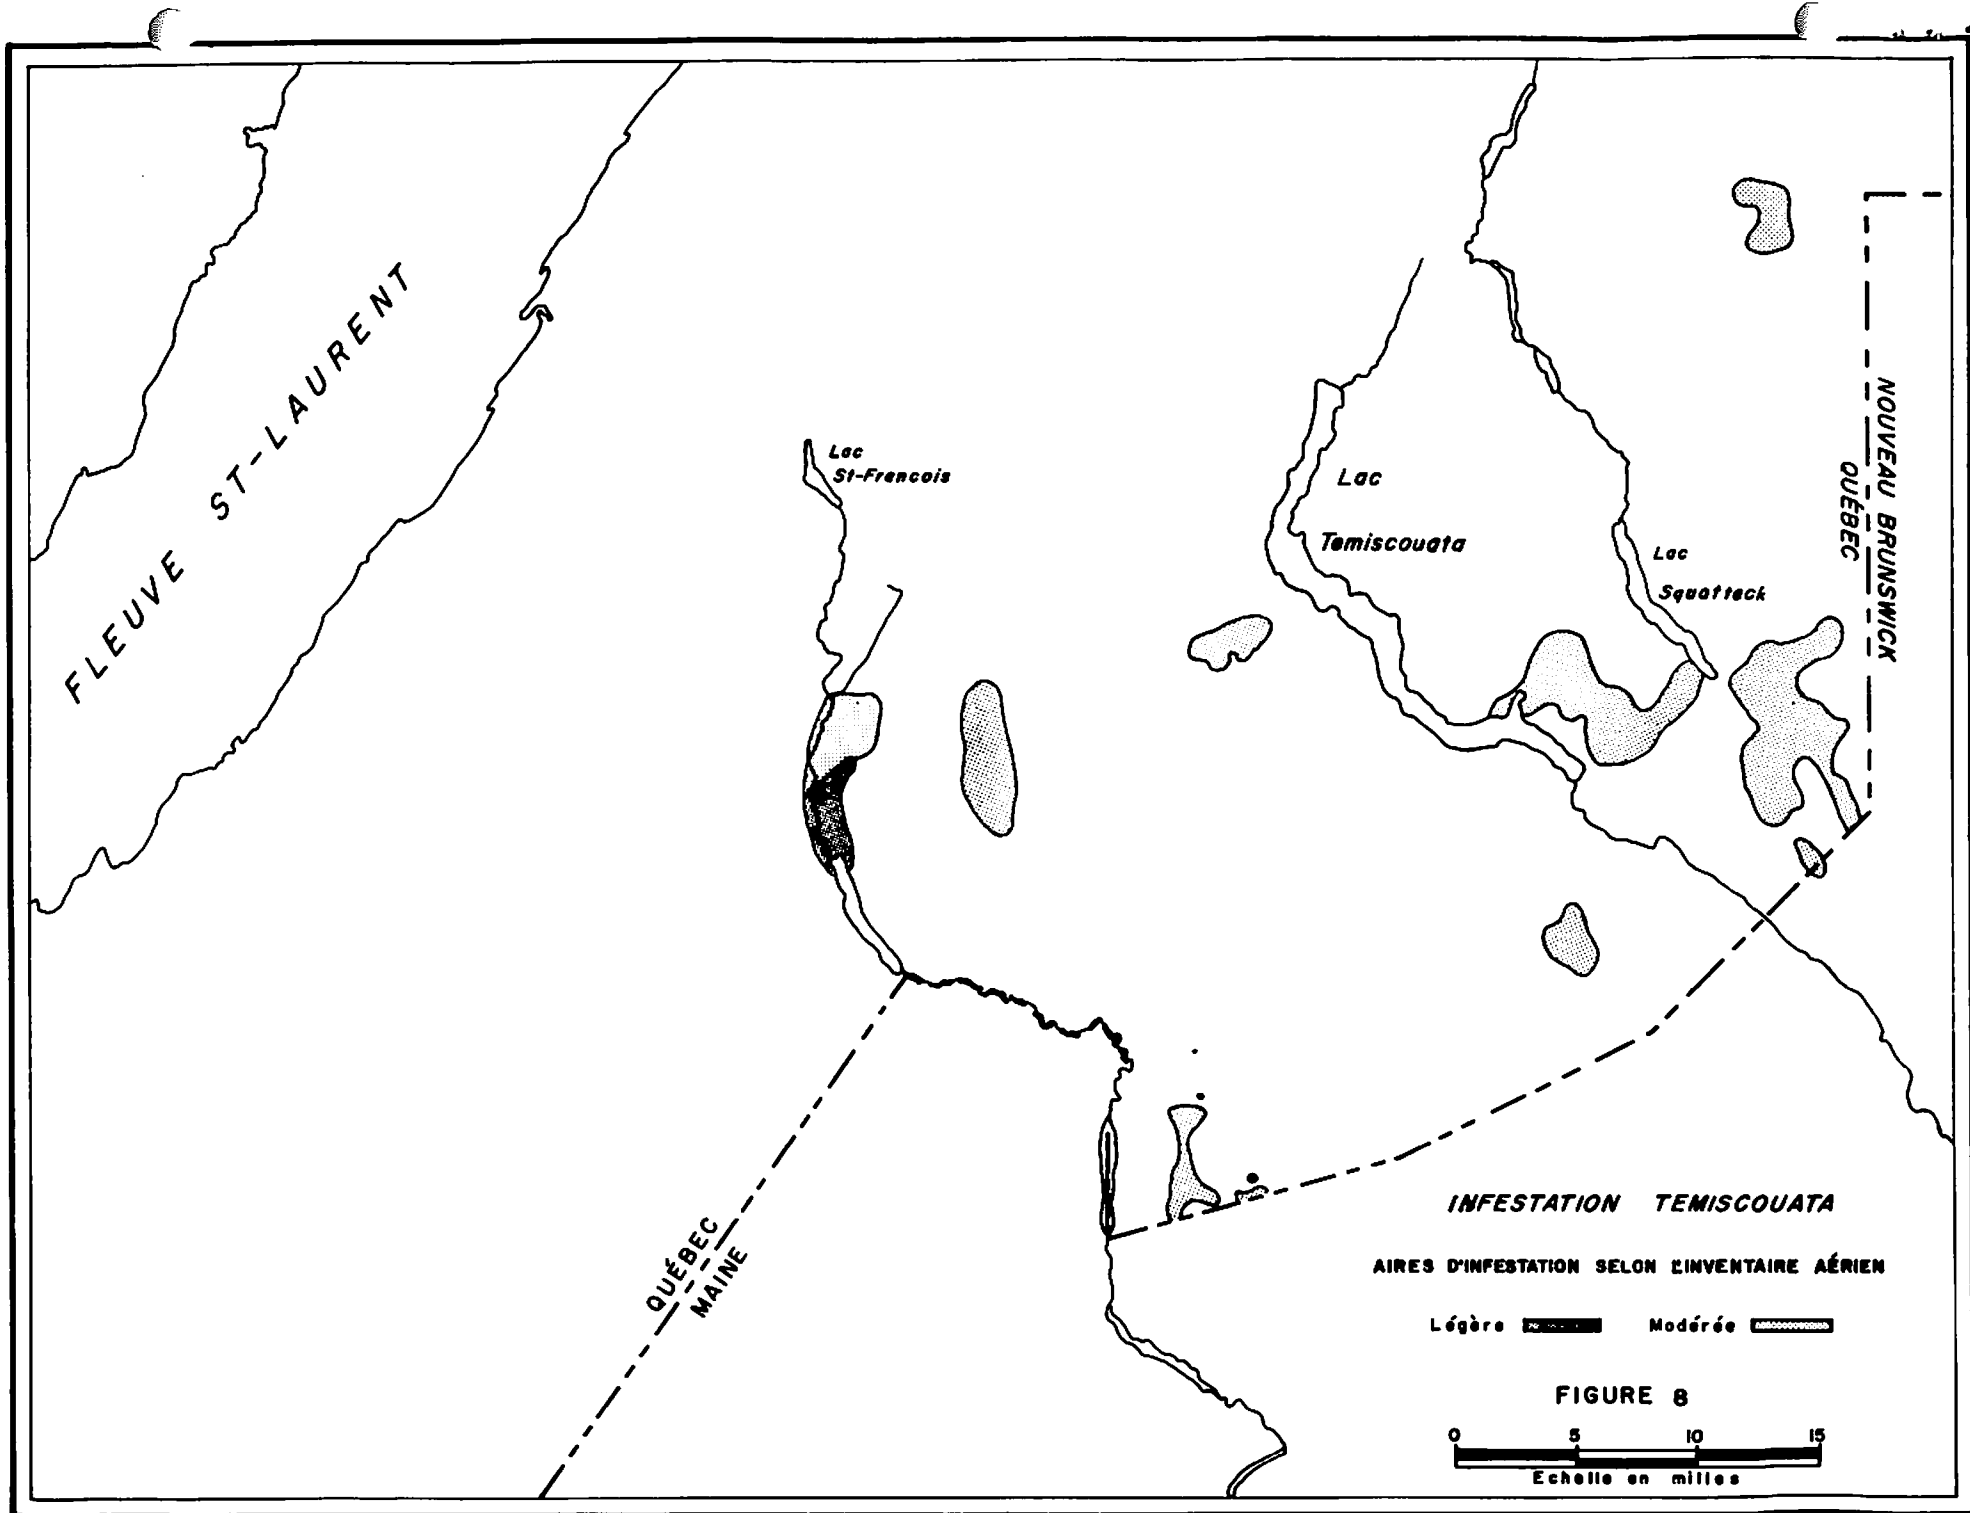 FLEUVE ST-LAURENT
Lac
St-Francois
Lac
Temiscouata
Lac
Squatteck
NOUVEAU BRUNSWICK
QUÉBEC
QUÉBEC
MAINE
INFESTATION TEMISCOUATA
AIRES D'INFESTATION SELON L'INVENTAIRE AÉRIEN
Légère Modérée
FIGURE 8
0 5 10 15
Echelle en milles